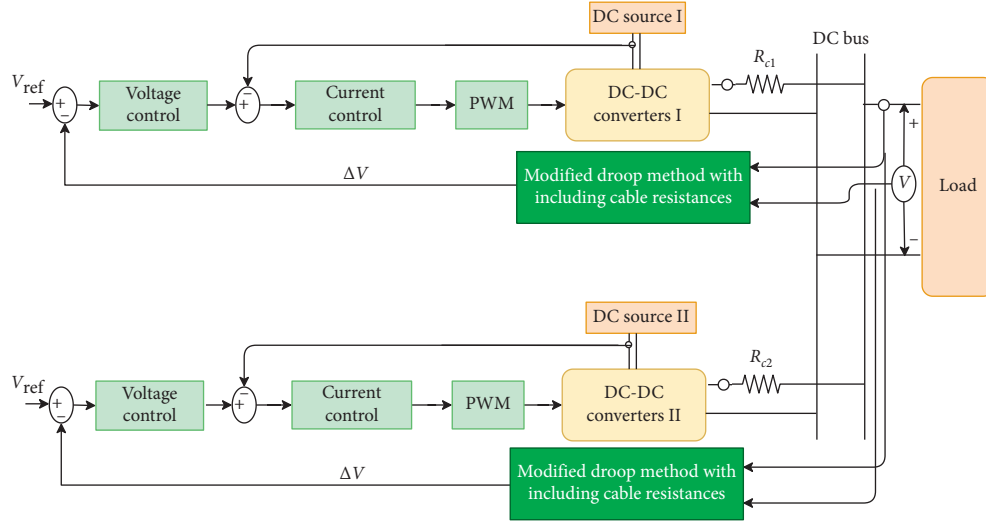 DC source I
DC bus
R_c1
V_ref
+
−
Voltage
control
−
+
Current
control
PWM
DC-DC
converters I
+
ΔV
Modified droop method with
including cable resistances
V
Load
−
DC source II
R_c2
V_ref
+
−
Voltage
control
−
+
Current
control
PWM
DC-DC
converters II
ΔV
Modified droop method with
including cable resistances